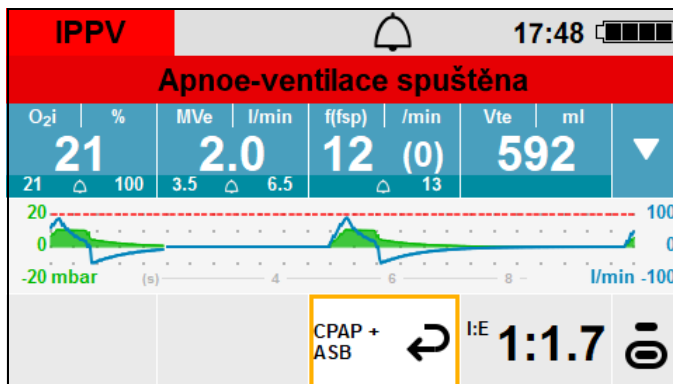 IPPV 17:48
Apnoe-ventilace spuštěna
O₂i % MVe l/min f(fsp) /min Vte ml
21 2.0 12 (0) 592
21 100 3.5 6.5 13
20 100
0 0
-20 mbar (s) 4 6 8 l/min -100
CPAP + I:E 1:1.7
ASB